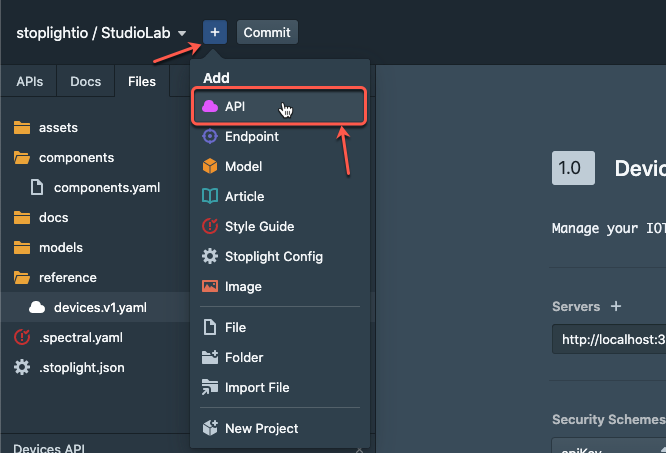 stoplightio / StudioLab
+
Commit
APIs
Docs
Files
assets
components
components.yaml
docs
models
reference
devices.v1.yaml
.spectral.yaml
.stoplight.json
Devices API
Add
API
Endpoint
Model
Article
Style Guide
Stoplight Config
Image
File
Folder
Import File
New Project
1.0
Devic
Manage your IOT
Servers +
http://localhost:3
Security Schemes
apiKey